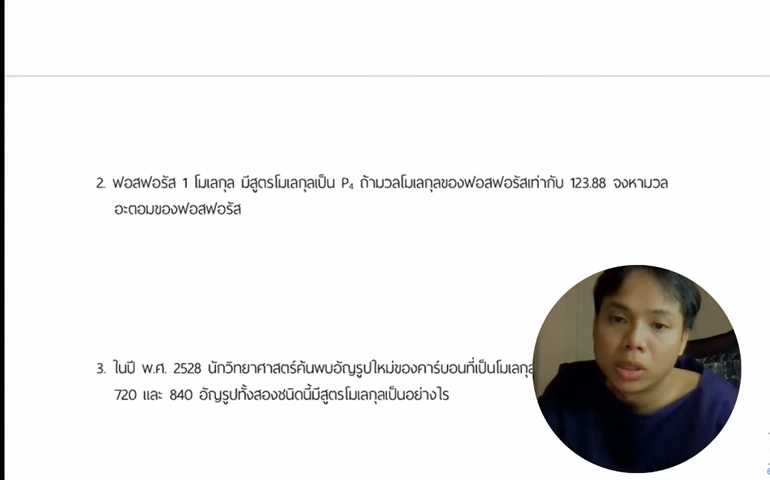 2. ฟอสฟอรัส 1 โมเลกุล มีสูตรโมเลกุลเป็น P₄ ถ้ามวลโมเลกุลของฟอสฟอรัสเท่ากับ 123.88 จงหามวล
อะตอมของฟอสฟอรัส
3. ในปี พ.ศ. 2528 นักวิทยาศาสตร์ค้นพบอัญรูปใหม่ของคาร์บอนที่เป็นโมเลกุล
720 และ 840 อัญรูปทั้งสองชนิดนี้มีสูตรโมเลกุลเป็นอย่างไร